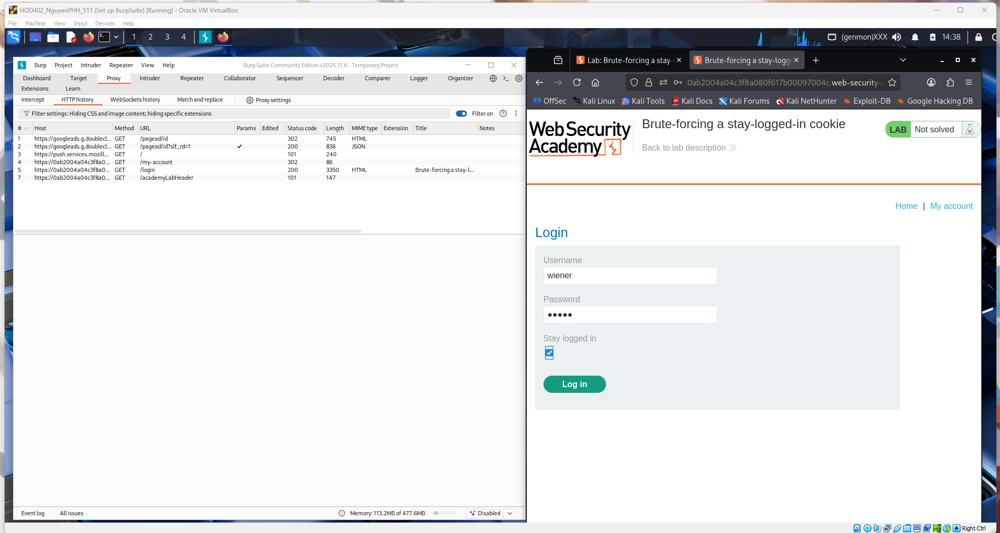 HOD402_NguyenPHH_511 (Set up BurpSuite) [Running] - Oracle VM VirtualBox
File Machine View Input Devices Help
1 2 3 4 (genmon)XXX 14:38
Burp Project Intruder Repeater View Help Burp Suite Community Edition v2025.11.6 - Temporary Project
Dashboard Target Proxy Intruder Repeater Collaborator Sequencer Decoder Comparer Logger Organizer
Extensions Learn
Intercept HTTP history WebSockets history Match and replace Proxy settings
Filter settings: Hiding CSS and image content; hiding specific extensions Filter on
# Host Method URL Params Edited Status code Length MIME type Extension Title Notes
1 https://googleads.g.doublecl... GET /pagead/id 302 745 HTML
2 https://googleads.g.doublecl... GET /pagead/id?slf_rd=1 ✓ 200 836 JSON
3 https://push.services.mozill... GET / 101 240
4 https://0ab2004a04c3f8a0... GET /my-account 302 86
5 https://0ab2004a04c3f8a0... GET /login 200 3350 HTML Brute-forcing a stay-l...
7 https://0ab2004a04c3f8a0... GET /academyLabHeader 101 147
Event log All issues Memory: 113.2MB of 477.6MB Disabled
Lab: Brute-forcing a stay- Brute-forcing a stay-logge
0ab2004a04c3f8a080f617b00097004c.web-security-
OffSec Kali Linux Kali Tools Kali Docs Kali Forums Kali NetHunter Exploit-DB Google Hacking DB
Web Security
Academy
Brute-forcing a stay-logged-in cookie
Back to lab description
LAB Not solved
Home | My account
Login
Username
wiener
Password
Stay logged in
Log in
Right Ctrl